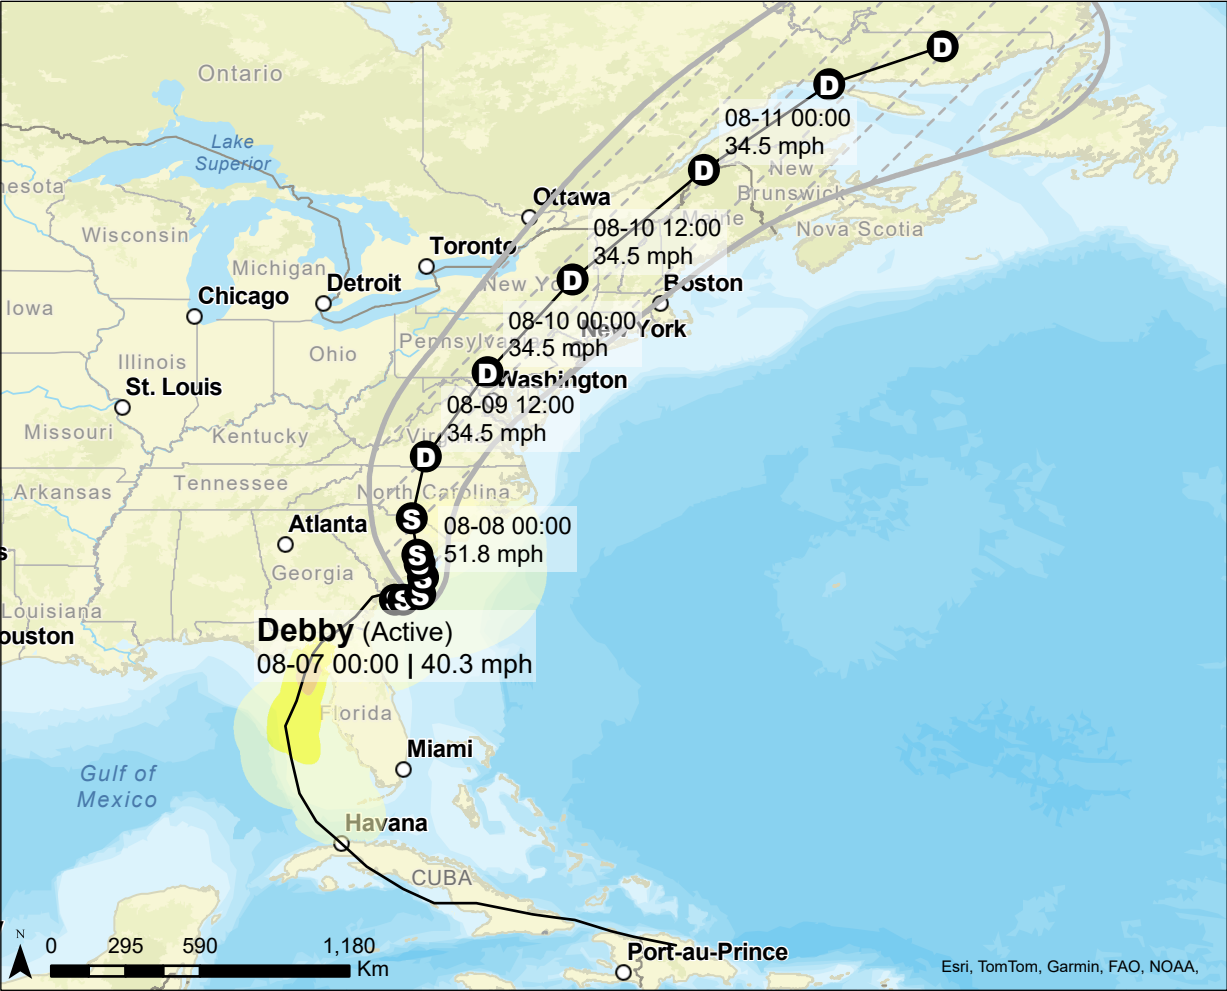 D
D
Ontario
08-11 00:00
34.5 mph
Lake
Superior
D
New
Brunswick
nesota
Ottawa
Maine
Wisconsin
08-10 12:00
34.5 mph
Nova Scotia
Toronto
Michigan
Detroit
D
New Yo
Boston
Chicago
Iowa
08-10 00:00
34.5 mph
New York
Pennsylva
Ohio
Illinois
D
Washington
St. Louis
08-09 12:00
34.5 mph
Missouri
Kentucky
Virg
D
Tennessee
North Carolina
Arkansas
S
08-08 00:00
51.8 mph
Atlanta
S
Georgia
S
S
Louisiana
ouston
Debby (Active)
08-07 00:00 | 40.3 mph
Florida
Miami
Gulf of
Mexico
Havana
CUBA
N
0 295 590 1,180
Km
Port-au-Prince
Esri, TomTom, Garmin, FAO, NOAA,